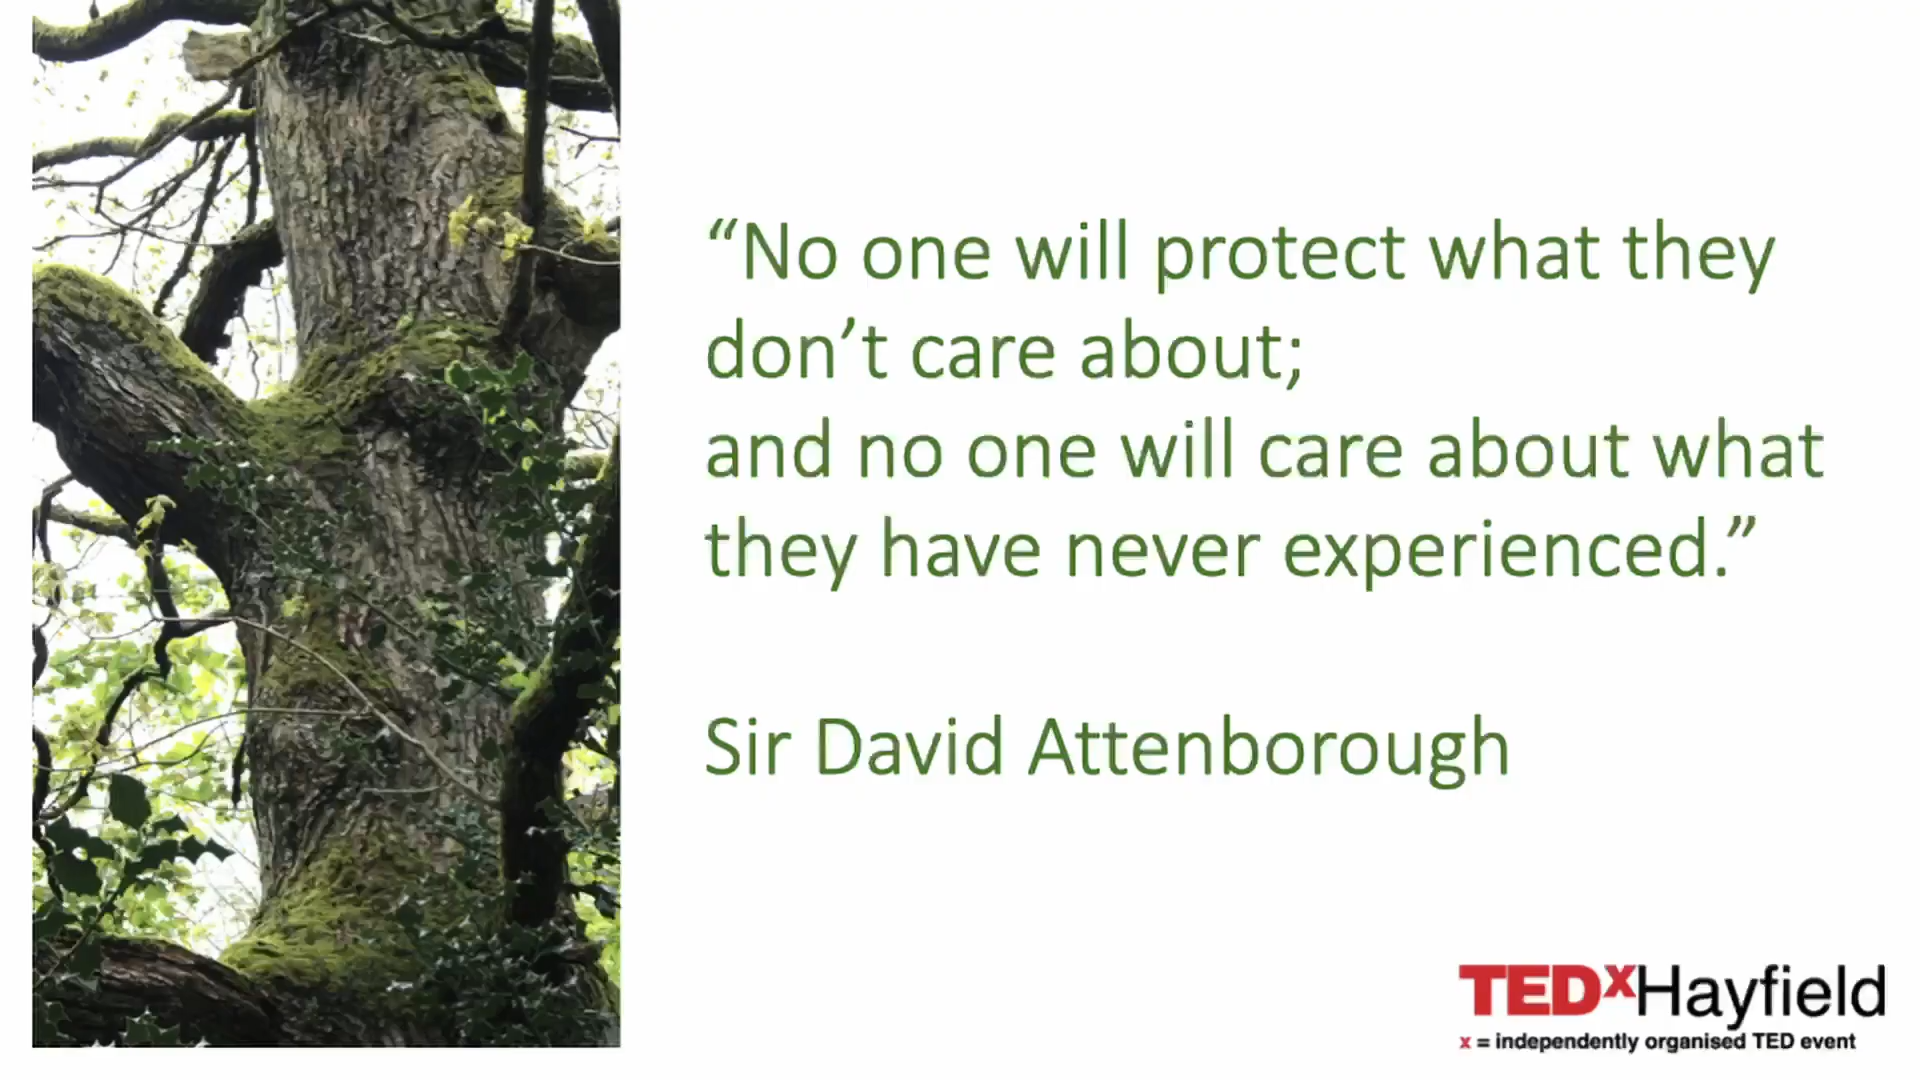 “No one will protect what they
don’t care about;
and no one will care about what
they have never experienced.”
Sir David Attenborough
TEDxHayfield
x = independently organised TED event